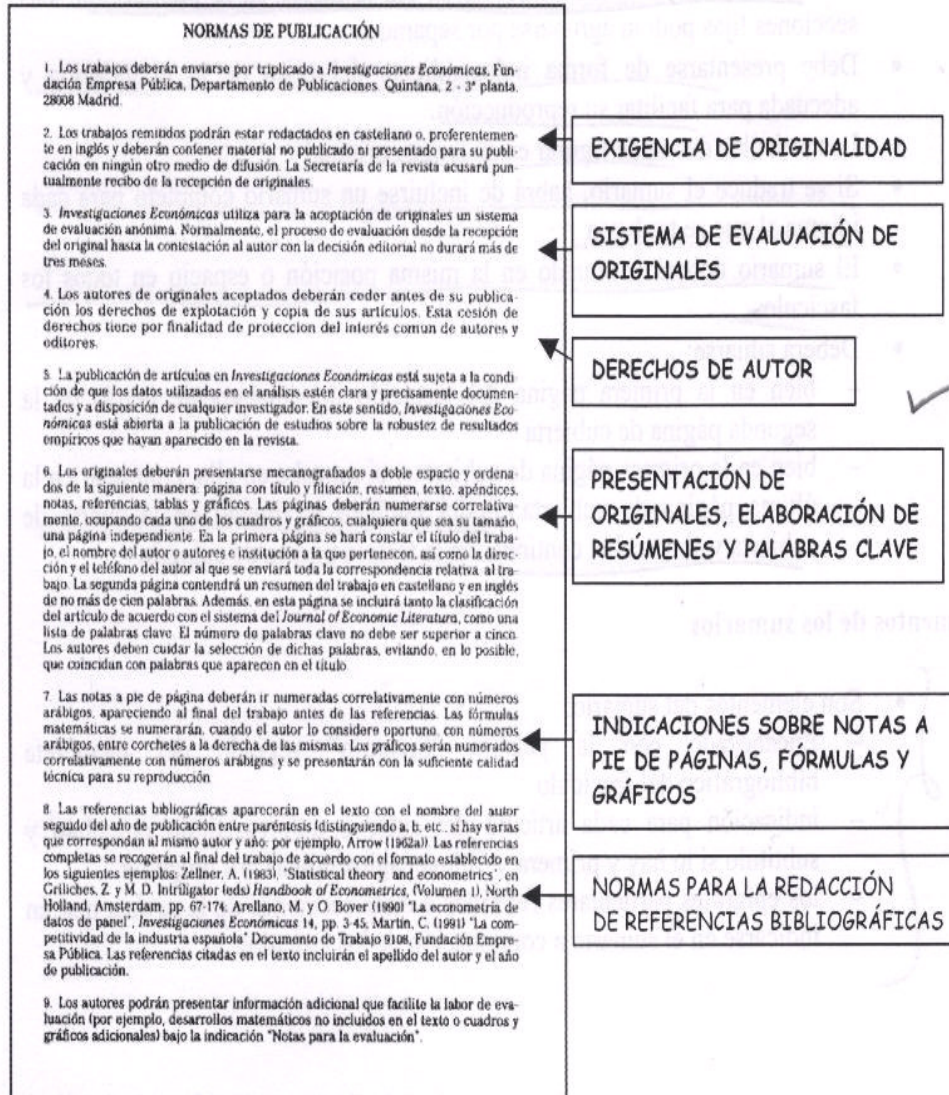 NORMAS DE PUBLICACIÓN
1. Los trabajos deberán enviarse por triplicado a Investigaciones Económicas, Fun-
dación Empresa Pública, Departamento de Publicaciones. Quintana, 2 - 3ª planta,
28008 Madrid.
2. Los trabajos remitidos podrán estar redactados en castellano o, preferentemen-
te en inglés y deberán contener material no publicado ni presentado para su publi-
cación en ningún otro medio de difusión. La Secretaría de la revista acusará pun-
tualmente recibo de la recepción de originales.
3. Investigaciones Económicas utiliza para la aceptación de originales un sistema
de evaluación anónima. Normalmente, el proceso de evaluación desde la recepción
del original hasta la contestación al autor con la decisión editorial no durará más de
tres meses.
4. Los autores de originales aceptados deberán ceder antes de su publica-
ción los derechos de explotación y copia de sus artículos. Esta cesión de
derechos tiene por finalidad de proteccion del interés comun de autores y
editores.
5. La publicación de artículos en Investigaciones Económicas está sujeta a la condi-
ción de que los datos utilizados en el análisis estén clara y precisamente documen-
tados y a disposición de cualquier investigador. En este sentido, Investigaciones Eco-
nómicas está abierta a la publicación de estudios sobre la robustez de resultados
empíricos que hayan aparecido en la revista.
6. Los originales deberán presentarse mecanografiados a doble espacio y ordena-
dos de la siguiente manera: página con título y filiación, resumen, texto, apéndices,
notas, referencias, tablas y gráficos. Las páginas deberán numerarse correlativa-
mente, ocupando cada uno de los cuadros y gráficos, cualquiera que sea su tamaño,
una página independiente. En la primera página se hará constar el título del traba-
jo, el nombre del autor o autores e institución a la que pertenecen, así como la direc-
ción y el teléfono del autor al que se enviará toda la correspondencia relativa al tra-
bajo. La segunda página contendrá un resumen del trabajo en castellano y en inglés
de no más de cien palabras. Además, en esta página se incluirá tanto la clasificación
del artículo de acuerdo con el sistema del Journal of Economic Literatura, como una
lista de palabras clave. El número de palabras clave no debe ser superior a cinco.
Los autores deben cuidar la selección de dichas palabras, evitando, en lo posible,
que coincidan con palabras que aparecen en el título.
7. Las notas a pie de página deberán ir numeradas correlativamente con números
arábigos, apareciendo al final del trabajo antes de las referencias. Las fórmulas
matemáticas se numerarán, cuando el autor lo considere oportuno, con números
arábigos, entre corchetes a la derecha de las mismas. Los gráficos serán numerados
correlativamente con números arábigos y se presentarán con la suficiente calidad
técnica para su reproducción
8. Las referencias bibliográficas aparecerán en el texto con el nombre del autor
seguido del año de publicación entre paréntesis (distinguiendo a, b, etc., si hay varias
que correspondan al mismo autor y año; por ejemplo, Arrow (1962a)). Las referencias
completas se recogerán al final del trabajo de acuerdo con el formato establecido en
los siguientes ejemplos: Zellner, A. (1983), "Statistical theory and econometrics", en
Griliches, Z. y M. D. Intriligator (eds) Handbook of Econometrics, (Volumen 1), North
Holland, Amsterdam, pp. 67-174; Arellano, M. y O. Bover (1990) "La econometría de
datos de panel", Investigaciones Económicas 14, pp. 3-45, Martín, C. (1991) "La com-
petitividad de la industria española" Documento de Trabajo 9108, Fundación Empre-
sa Pública. Las referencias citadas en el texto incluirán el apellido del autor y el año
de publicación.
9. Los autores podrán presentar información adicional que facilite la labor de eva-
luación (por ejemplo, desarrollos matemáticos no incluidos en el texto o cuadros y
gráficos adicionales) bajo la indicación "Notas para la evaluación".
EXIGENCIA DE ORIGINALIDAD
SISTEMA DE EVALUACIÓN DE
ORIGINALES
DERECHOS DE AUTOR
PRESENTACIÓN DE
ORIGINALES, ELABORACIÓN DE
RESÚMENES Y PALABRAS CLAVE
INDICACIONES SOBRE NOTAS A
PIE DE PÁGINAS, FÓRMULAS Y
GRÁFICOS
NORMAS PARA LA REDACCIÓN
DE REFERENCIAS BIBLIOGRÁFICAS